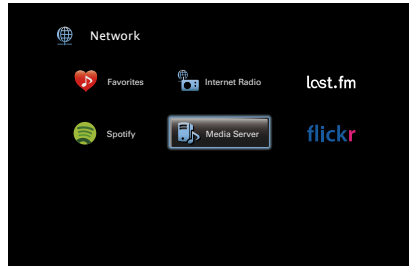 Network
Favorites
Internet Radio
last.fm
Spotify
Media Server
flickr